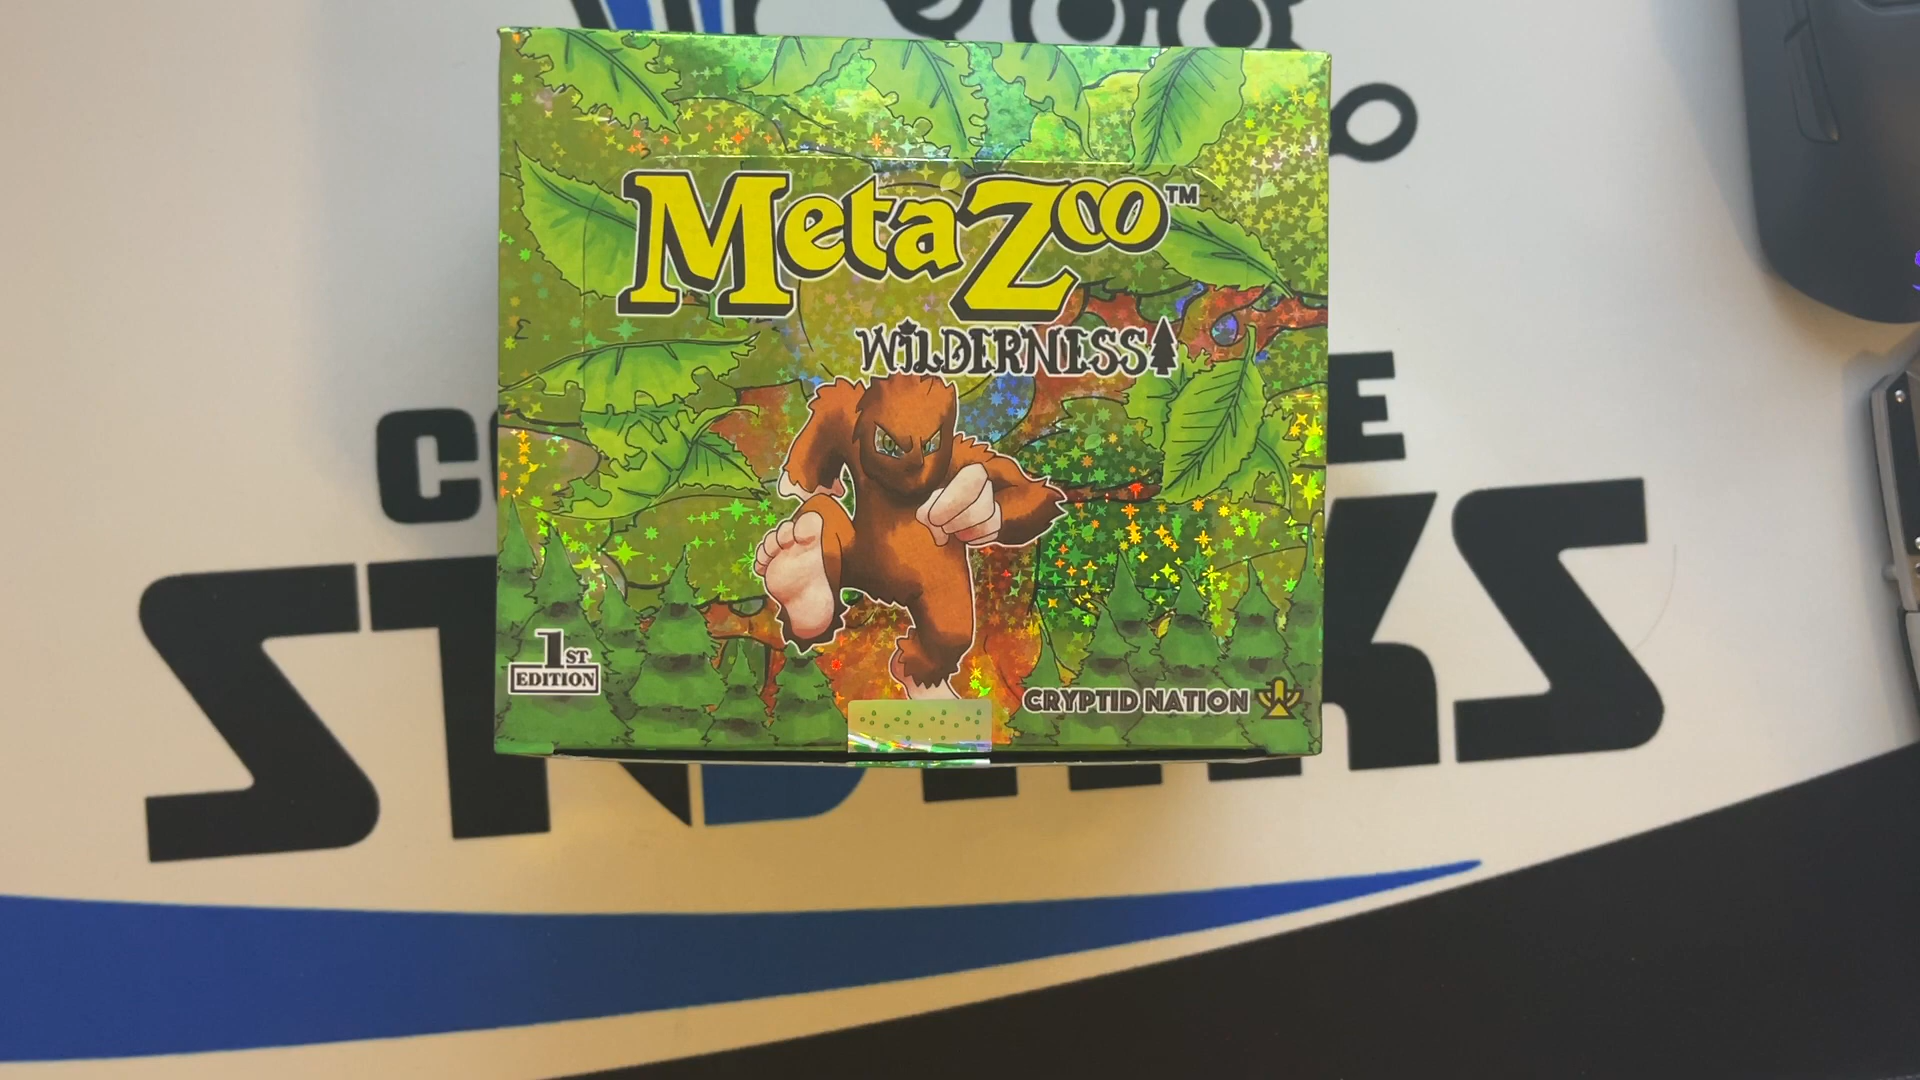 MetaZoo™
WILDERNESS
1ST
EDITION
CRYPTID NATION